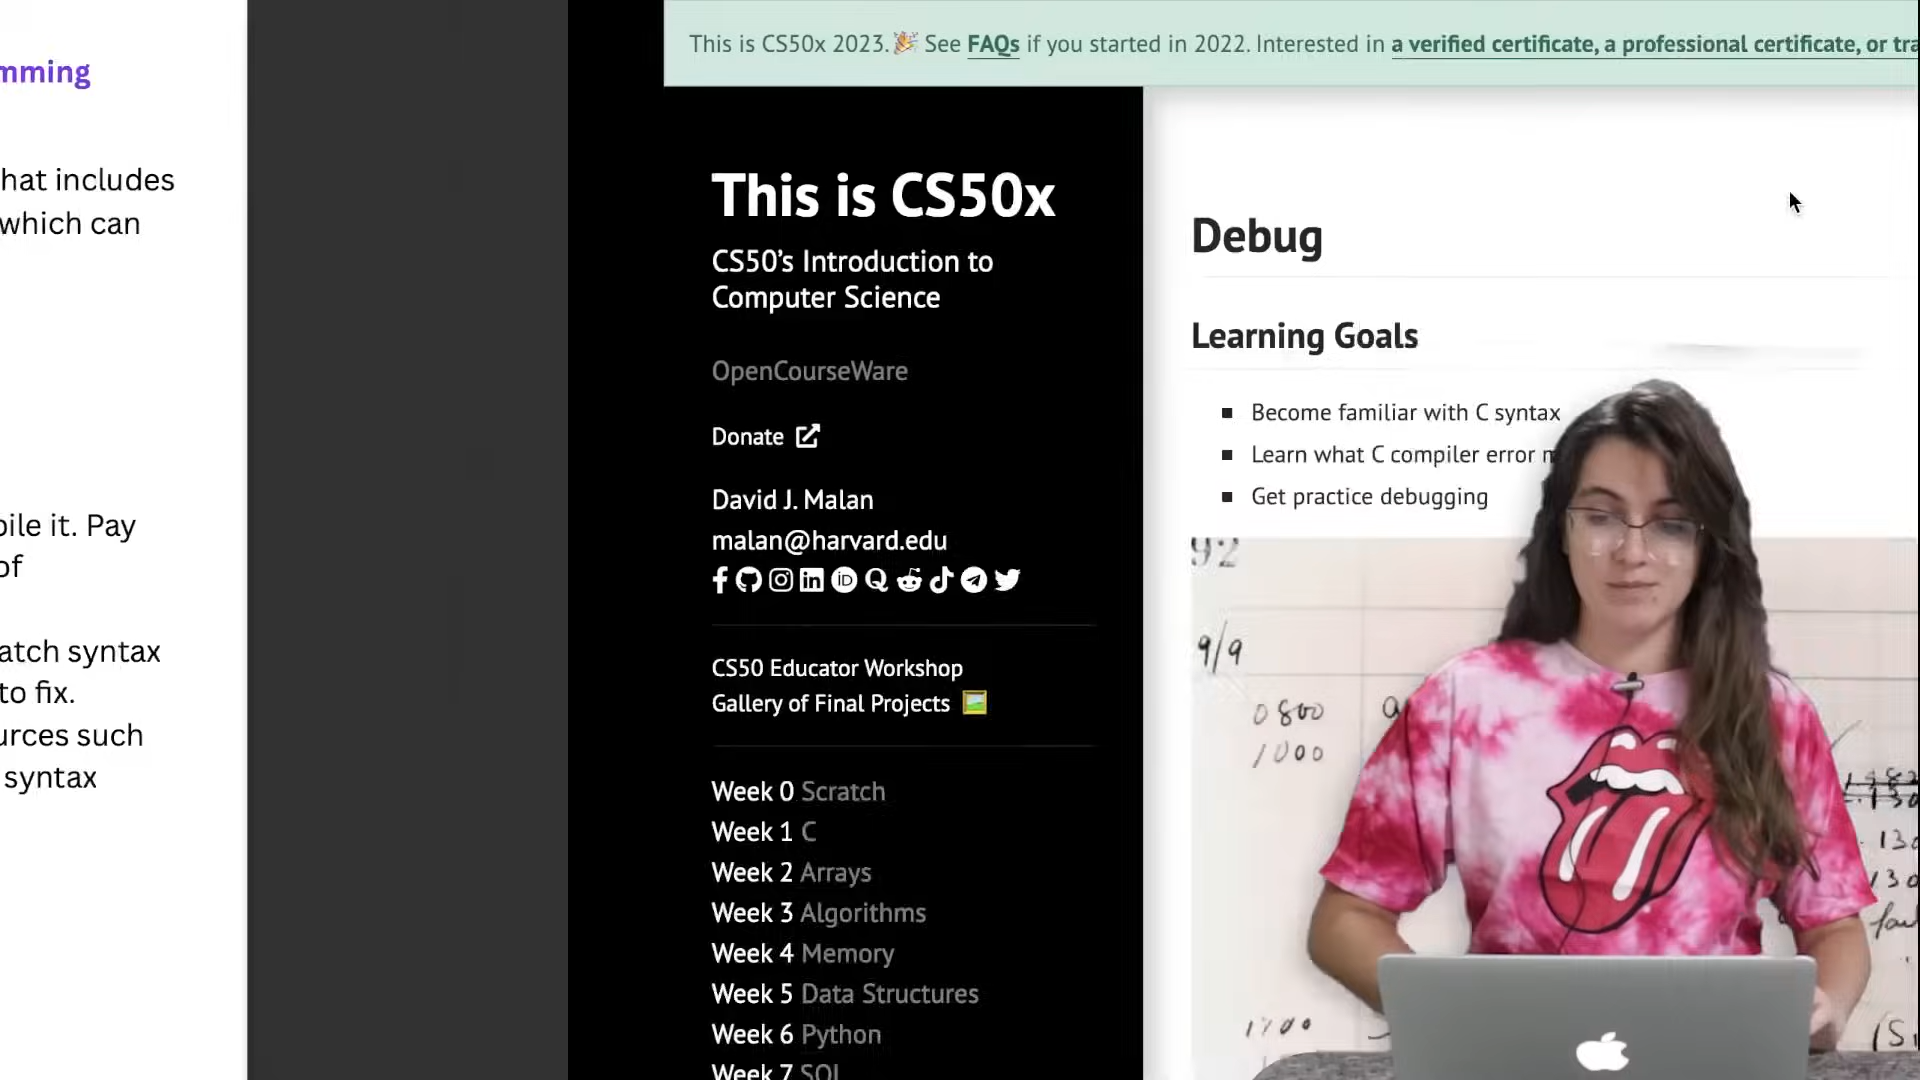 mming
hat includes
which can
pile it. Pay
of
atch syntax
to fix.
urces such
syntax
This is CS50x 2023. 🎉 See FAQs if you started in 2022. Interested in a verified certificate, a professional certificate, or tra
This is CS50x
CS50’s Introduction to
Computer Science
OpenCourseWare
Donate
David J. Malan
malan@harvard.edu
CS50 Educator Workshop
Gallery of Final Projects
Week 0 Scratch
Week 1 C
Week 2 Arrays
Week 3 Algorithms
Week 4 Memory
Week 5 Data Structures
Week 6 Python
Week 7 SQL
Debug
Learning Goals
Become familiar with C syntax
Learn what C compiler error
Get practice debugging
92
9/9
0800
1000